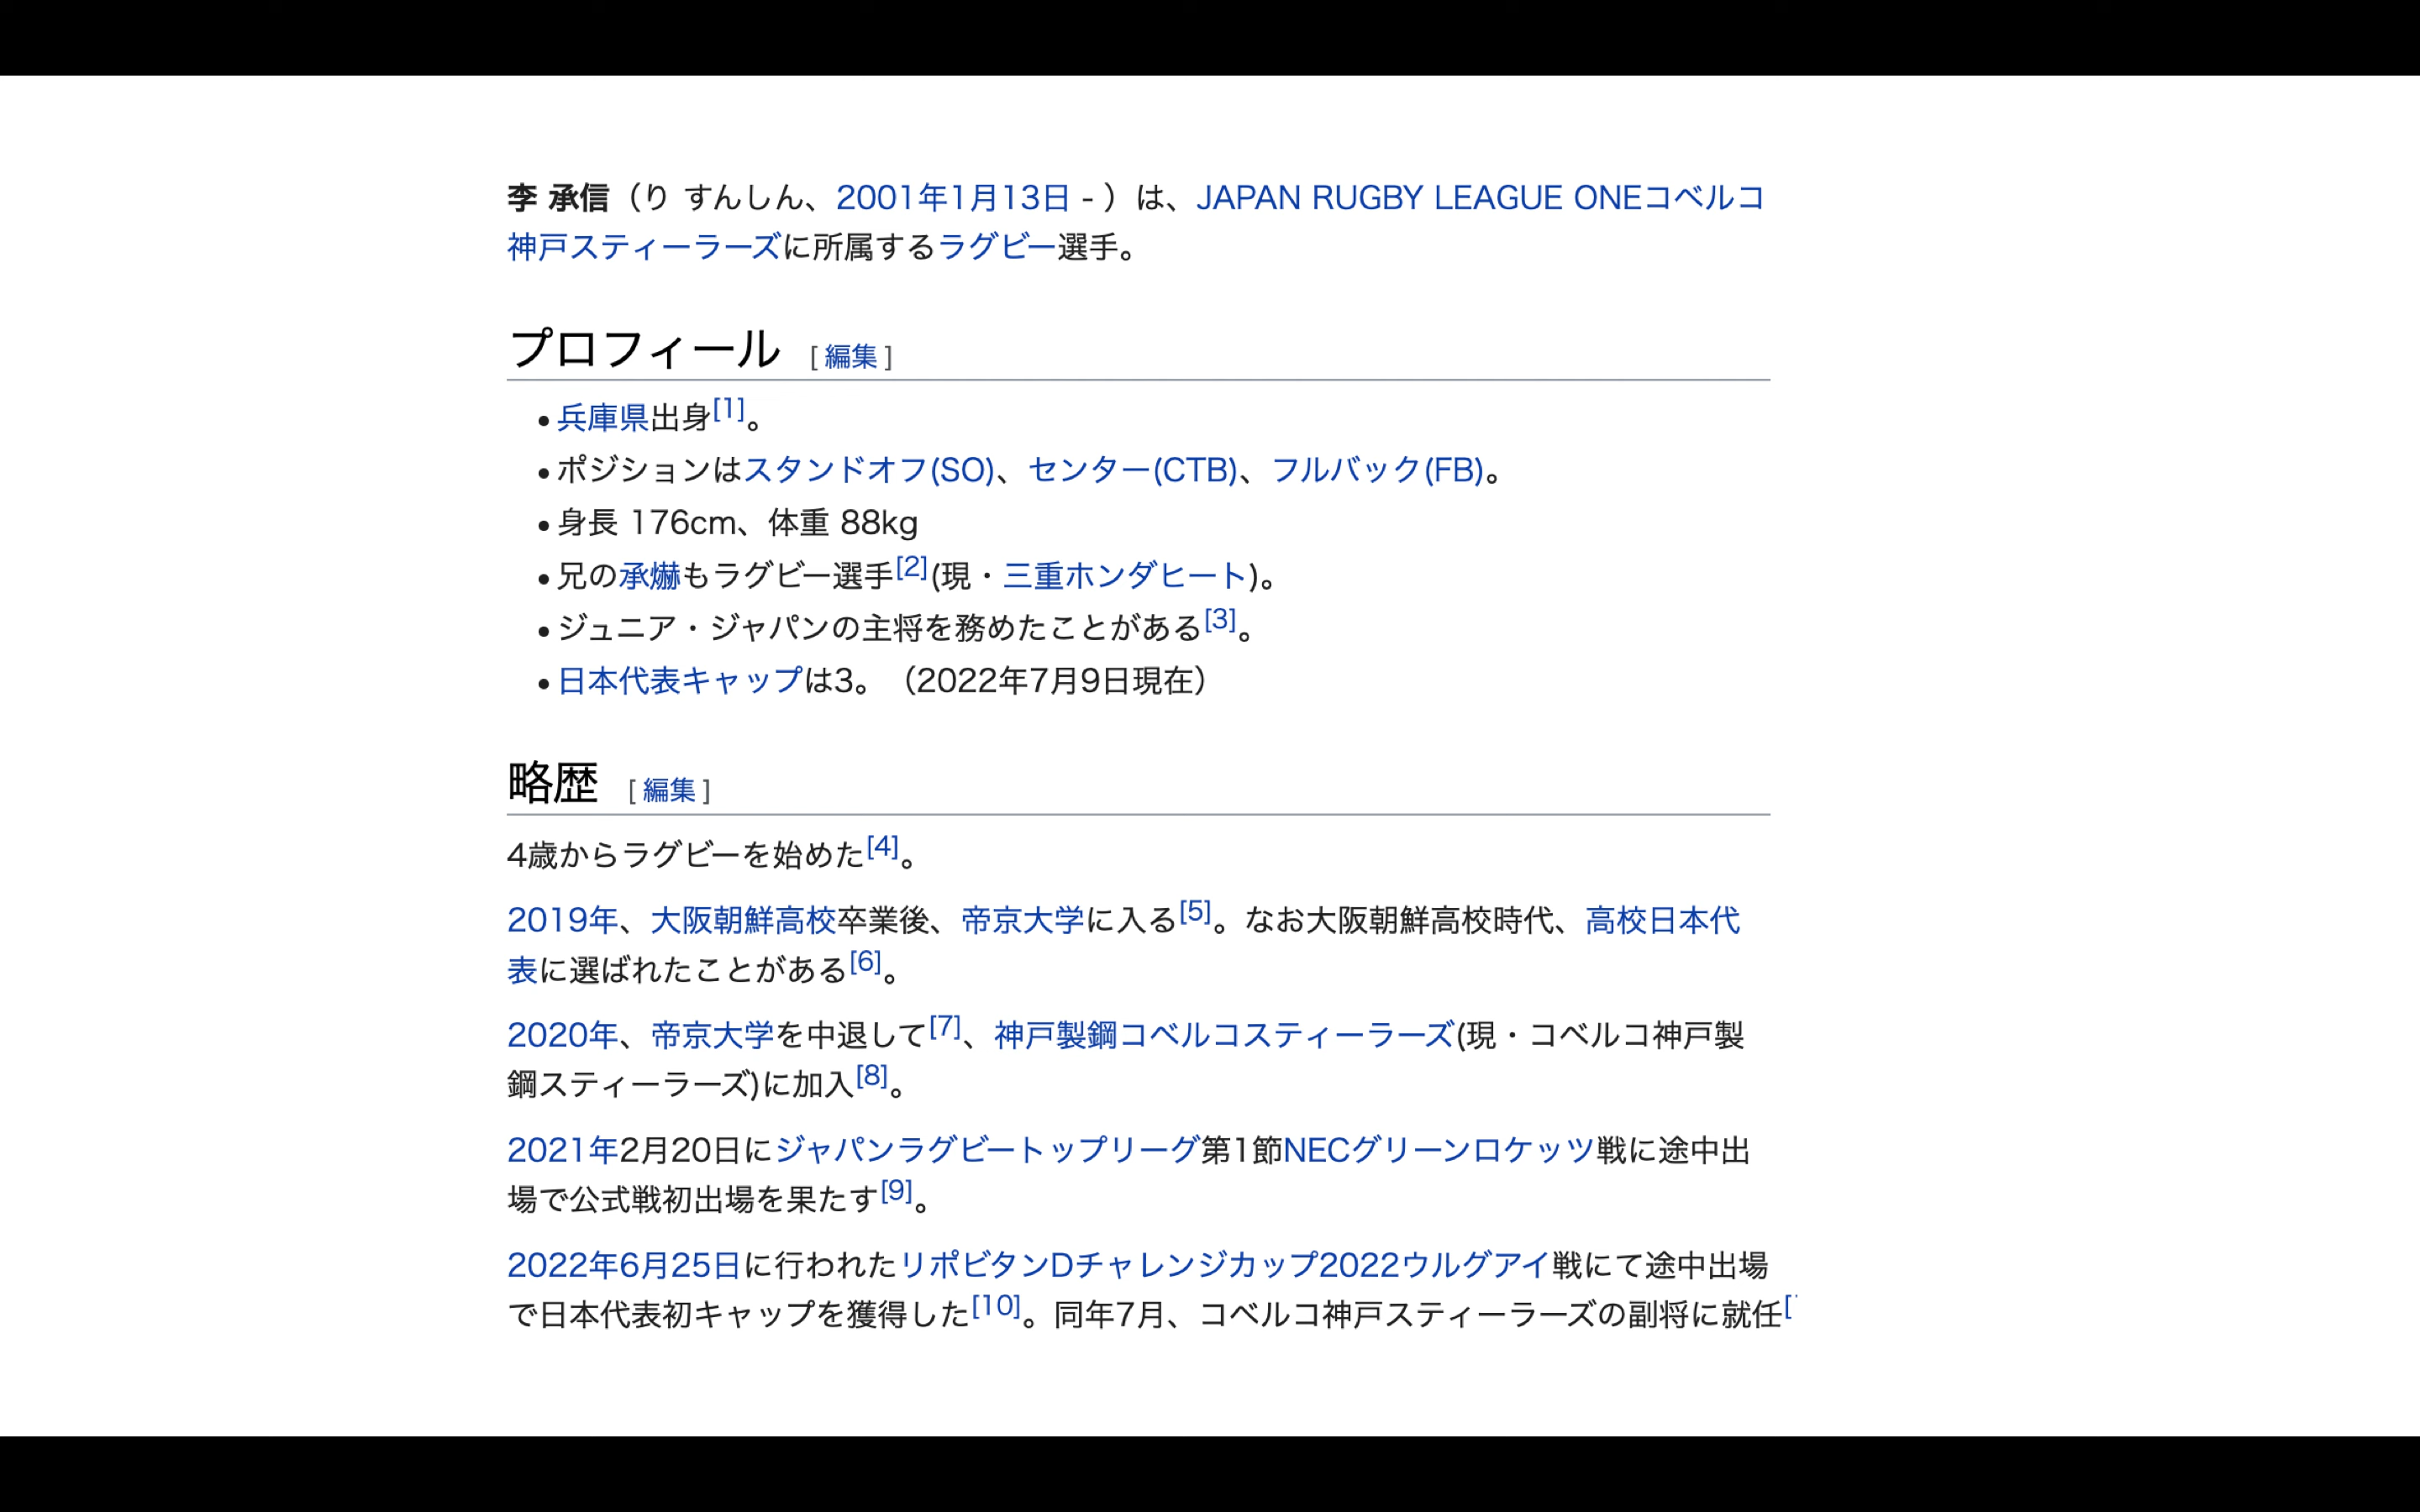 李 承信（り すんしん、2001年1月13日 - ）は、JAPAN RUGBY LEAGUE ONEコベルコ
神戸スティーラーズに所属するラグビー選手。
プロフィール [ 編集 ]
• 兵庫県出身[1]。
• ポジションはスタンドオフ(SO)、センター(CTB)、フルバック(FB)。
• 身長 176cm、体重 88kg
• 兄の承爀もラグビー選手[2](現・三重ホンダヒート)。
• ジュニア・ジャパンの主将を務めたことがある[3]。
• 日本代表キャップは3。（2022年7月9日現在）
略歴 [ 編集 ]
4歳からラグビーを始めた[4]。
2019年、大阪朝鮮高校卒業後、帝京大学に入る[5]。なお大阪朝鮮高校時代、高校日本代
表に選ばれたことがある[6]。
2020年、帝京大学を中退して[7]、神戸製鋼コベルコスティーラーズ(現・コベルコ神戸製
鋼スティーラーズ)に加入[8]。
2021年2月20日にジャパンラグビートップリーグ第1節NECグリーンロケッツ戦に途中出
場で公式戦初出場を果たす[9]。
2022年6月25日に行われたリポビタンDチャレンジカップ2022ウルグアイ戦にて途中出場
で日本代表初キャップを獲得した[10]。同年7月、コベルコ神戸スティーラーズの副将に就任[